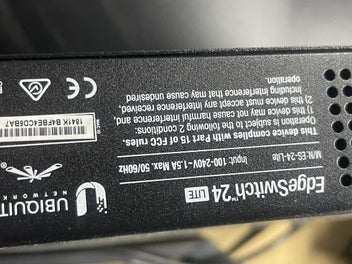 EdgeSwitch™ 24 LITE
M/N: ES-24-Lite
Input: 100-240V~1.5A Max. 50/60Hz
This device complies with Part 15 of FCC rules.
Operation is subject to the following 2 conditions:
1) this device may not cause harmful interference, and
2) this device must accept any interference received,
including interference that may cause undesired
operation.
UBIQUITI
NETWORKS
1841K B4FBE4CD5BA7
CE